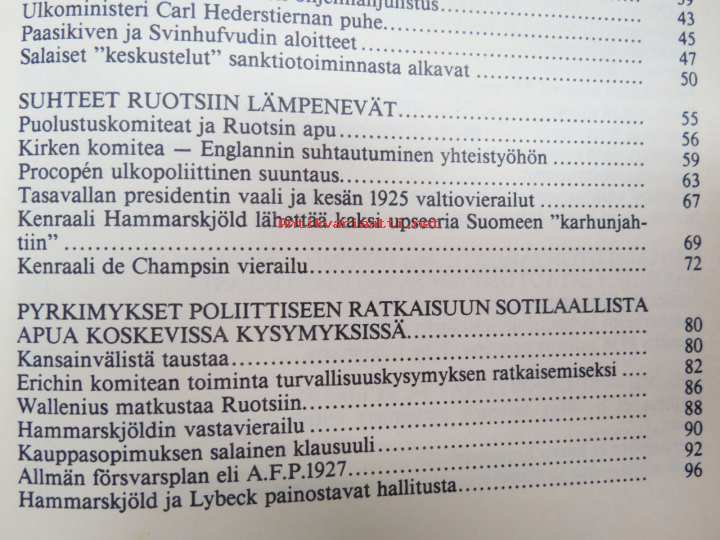 39
Ulkoministeri Carl Hederstiernan puhe........ 43
Paasikiven ja Svinhufvudin aloitteet........ 45
Salaiset ”keskustelut” sanktiotoiminnasta alkavat........ 47
50
SUHTEET RUOTSIIN LÄMPENEVÄT........ 55
Puolustuskomiteat ja Ruotsin apu........ 56
Kirken komitea — Englannin suhtautuminen yhteistyöhön........ 59
Procopén ulkopoliittinen suuntaus........ 63
Tasavallan presidentin vaali ja kesän 1925 valtiovierailut........ 67
Kenraali Hammarskjöld lähettää kaksi upseeria Suomeen ”karhunjah-
tiin”........ 69
Kenraali de Champsin vierailu........ 72
PYRKIMYKSET POLIITTISEEN RATKAISUUN SOTILAALLISTA
APUA KOSKEVISSA KYSYMYKSISSÄ........ 80
Kansainvälistä taustaa........ 80
Erichin komitean toiminta turvallisuuskysymyksen ratkaisemiseksi.... 82
Wallenius matkustaa Ruotsiin........ 86
Hammarskjöldin vastavierailu........ 88
Kauppasopimuksen salainen klausuuli........ 90
Allmän försvarsplan eli A.F.P.1927........ 92
Hammarskjöld ja Lybeck painostavat hallitusta........ 96